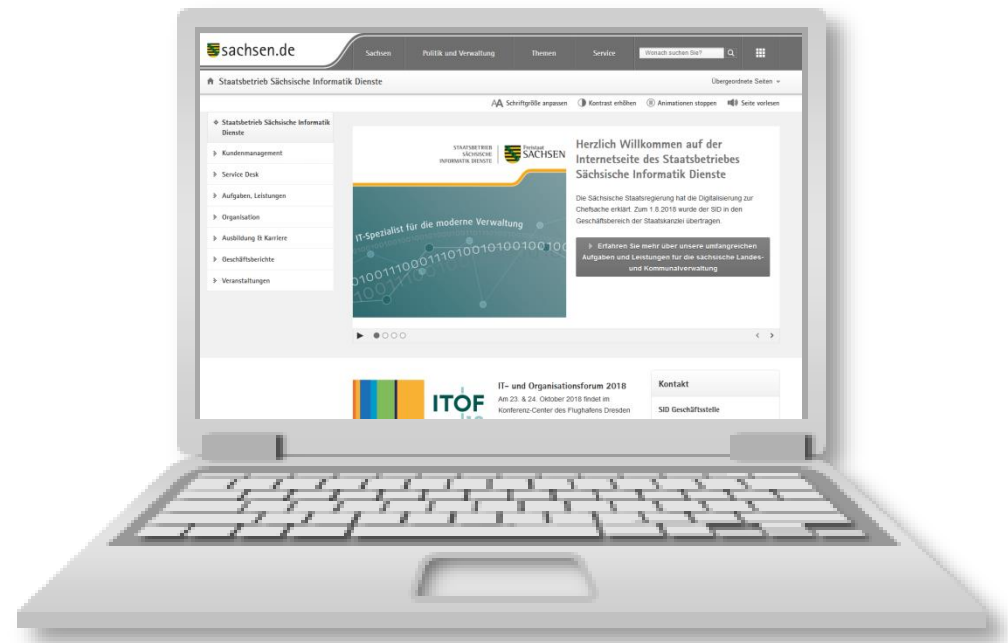 sachsen.de
Sachsen Politik und Verwaltung Themen Service Wonach suchen Sie?
Staatsbetrieb Sächsische Informatik Dienste Übergeordnete Seiten
AA Schriftgröße anpassen Kontrast erhöhen Animationen stoppen Seite vorlesen
Staatsbetrieb Sächsische Informatik
Dienste
Kundenmanagement
Service Desk
Aufgaben, Leistungen
Organisation
Ausbildung & Karriere
Geschäftsberichte
Veranstaltungen
STAATSBETRIEB
SÄCHSISCHE
INFORMATIK DIENSTE
Freistaat
SACHSEN
IT-Spezialist für die moderne Verwaltung
Herzlich Willkommen auf der
Internetseite des Staatsbetriebes
Sächsische Informatik Dienste
Die Sächsische Staatsregierung hat die Digitalisierung zur
Chefsache erklärt. Zum 1.8.2018 wurde der SID in den
Geschäftsbereich der Staatskanzlei übertragen.
Erfahren Sie mehr über unsere umfangreichen
Aufgaben und Leistungen für die sächsische Landes-
und Kommunalverwaltung
ITOF
IT- und Organisationsforum 2018
Am 23. & 24. Oktober 2018 findet im
Konferenz-Center des Flughafens Dresden
Kontakt
SID Geschäftsstelle